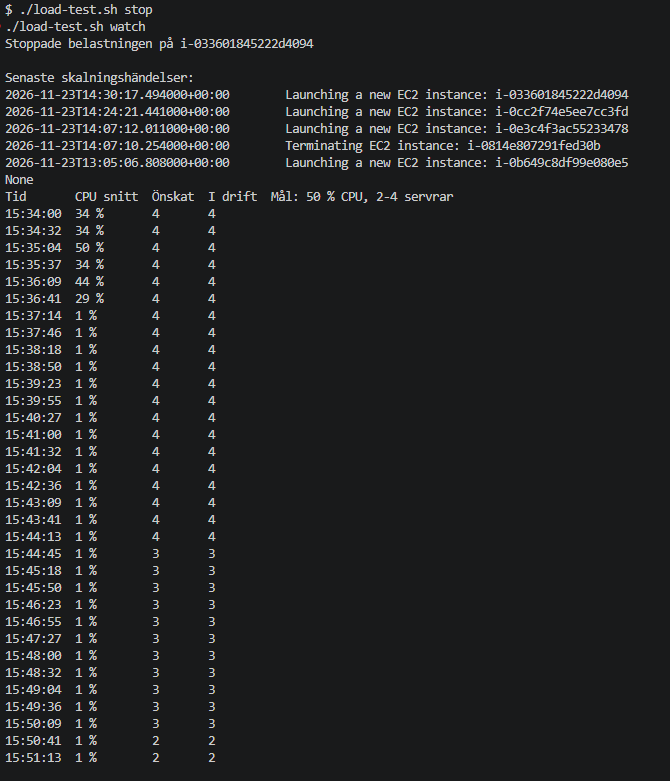 $ ./load-test.sh stop
./load-test.sh watch
Stoppade belastningen på i-033601845222d4094

Senaste skalningshändelser:
2026-11-23T14:30:17.494000+00:00	Launching a new EC2 instance: i-033601845222d4094
2026-11-23T14:24:21.441000+00:00	Launching a new EC2 instance: i-0cc2f74e5ee7cc3fd
2026-11-23T14:07:12.011000+00:00	Launching a new EC2 instance: i-0e3c4f3ac55233478
2026-11-23T14:07:10.254000+00:00	Terminating EC2 instance: i-0814e807291fed30b
2026-11-23T13:05:06.808000+00:00	Launching a new EC2 instance: i-0b649c8df99e080e5
None
Tid	CPU snitt	Önskat	I drift	Mål: 50 % CPU, 2-4 servrar
15:34:00	34 %	4	4
15:34:32	34 %	4	4
15:35:04	50 %	4	4
15:35:37	34 %	4	4
15:36:09	44 %	4	4
15:36:41	29 %	4	4
15:37:14	1 %	4	4
15:37:46	1 %	4	4
15:38:18	1 %	4	4
15:38:50	1 %	4	4
15:39:23	1 %	4	4
15:39:55	1 %	4	4
15:40:27	1 %	4	4
15:41:00	1 %	4	4
15:41:32	1 %	4	4
15:42:04	1 %	4	4
15:42:36	1 %	4	4
15:43:09	1 %	4	4
15:43:41	1 %	4	4
15:44:13	1 %	4	4
15:44:45	1 %	3	3
15:45:18	1 %	3	3
15:45:50	1 %	3	3
15:46:23	1 %	3	3
15:46:55	1 %	3	3
15:47:27	1 %	3	3
15:48:00	1 %	3	3
15:48:32	1 %	3	3
15:49:04	1 %	3	3
15:49:36	1 %	3	3
15:50:09	1 %	3	3
15:50:41	1 %	2	2
15:51:13	1 %	2	2